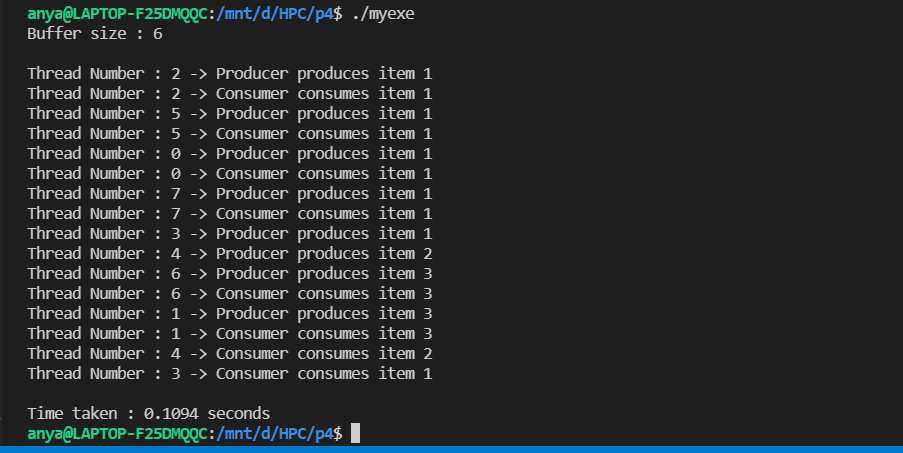 anya@LAPTOP-F25DMQQC:/mnt/d/HPC/p4$ ./myexe
Buffer size : 6
Thread Number : 2 -> Producer produces item 1
Thread Number : 2 -> Consumer consumes item 1
Thread Number : 5 -> Producer produces item 1
Thread Number : 5 -> Consumer consumes item 1
Thread Number : 0 -> Producer produces item 1
Thread Number : 0 -> Consumer consumes item 1
Thread Number : 7 -> Producer produces item 1
Thread Number : 7 -> Consumer consumes item 1
Thread Number : 3 -> Producer produces item 1
Thread Number : 4 -> Producer produces item 2
Thread Number : 6 -> Producer produces item 3
Thread Number : 6 -> Consumer consumes item 3
Thread Number : 1 -> Producer produces item 3
Thread Number : 1 -> Consumer consumes item 3
Thread Number : 4 -> Consumer consumes item 2
Thread Number : 3 -> Consumer consumes item 1
Time taken : 0.1094 seconds
anya@LAPTOP-F25DMQQC:/mnt/d/HPC/p4$